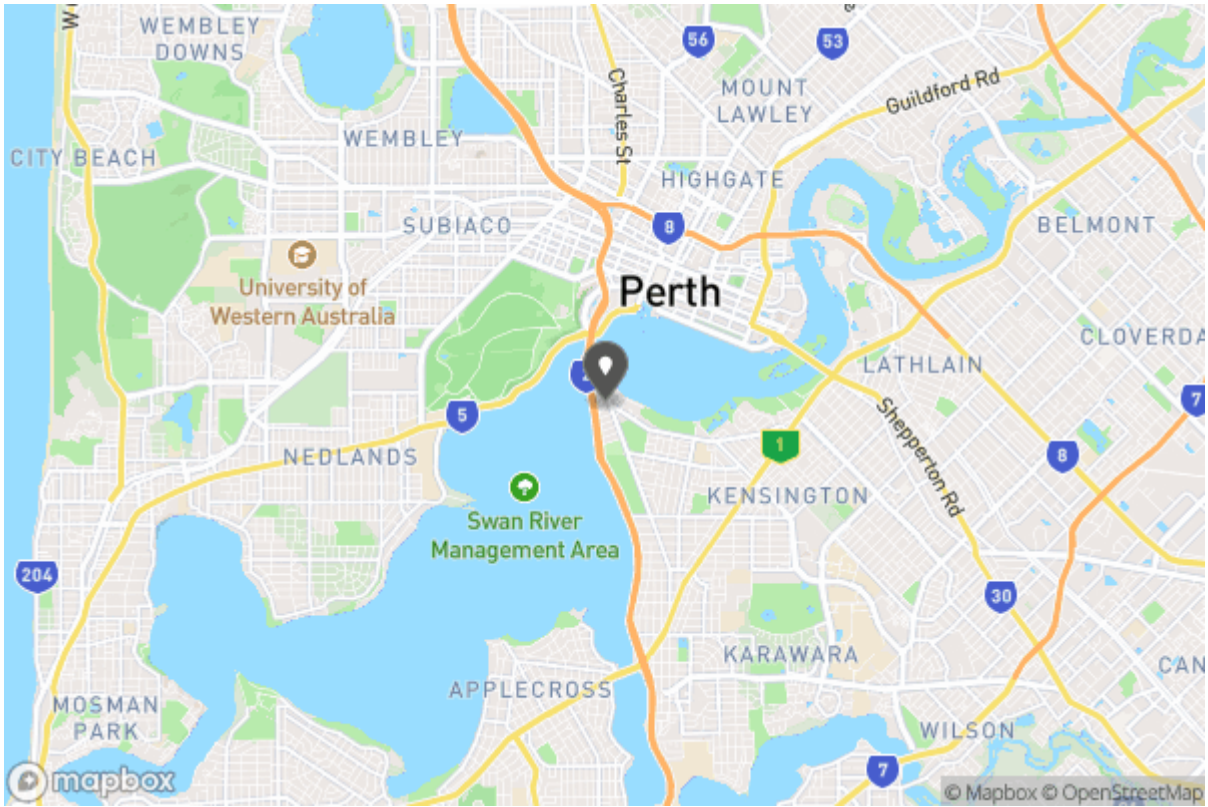 WEMBLEY
DOWNS
56
53
Charles St
MOUNT
LAWLEY
Guildford Rd
WEMBLEY
CITY BEACH
HIGHGATE
SUBIACO
8
BELMONT
University of
Western Australia
Perth
CLOVERDA
LATHLAIN
5
7
Shepperton Rd
1
NEDLANDS
8
KENSINGTON
Swan River
Management Area
204
30
KARAWARA
CAN
APPLECROSS
MOSMAN
PARK
WILSON
7
mapbox
© Mapbox © OpenStreetMap